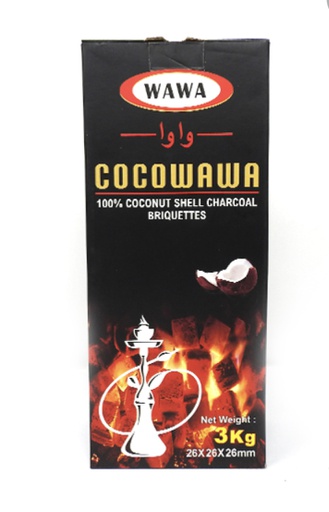 WAWA
واوا
COCOWAWA
100% COCONUT SHELL CHARCOAL
BRIQUETTES
Net Weight :
3Kg
26X26X26mm